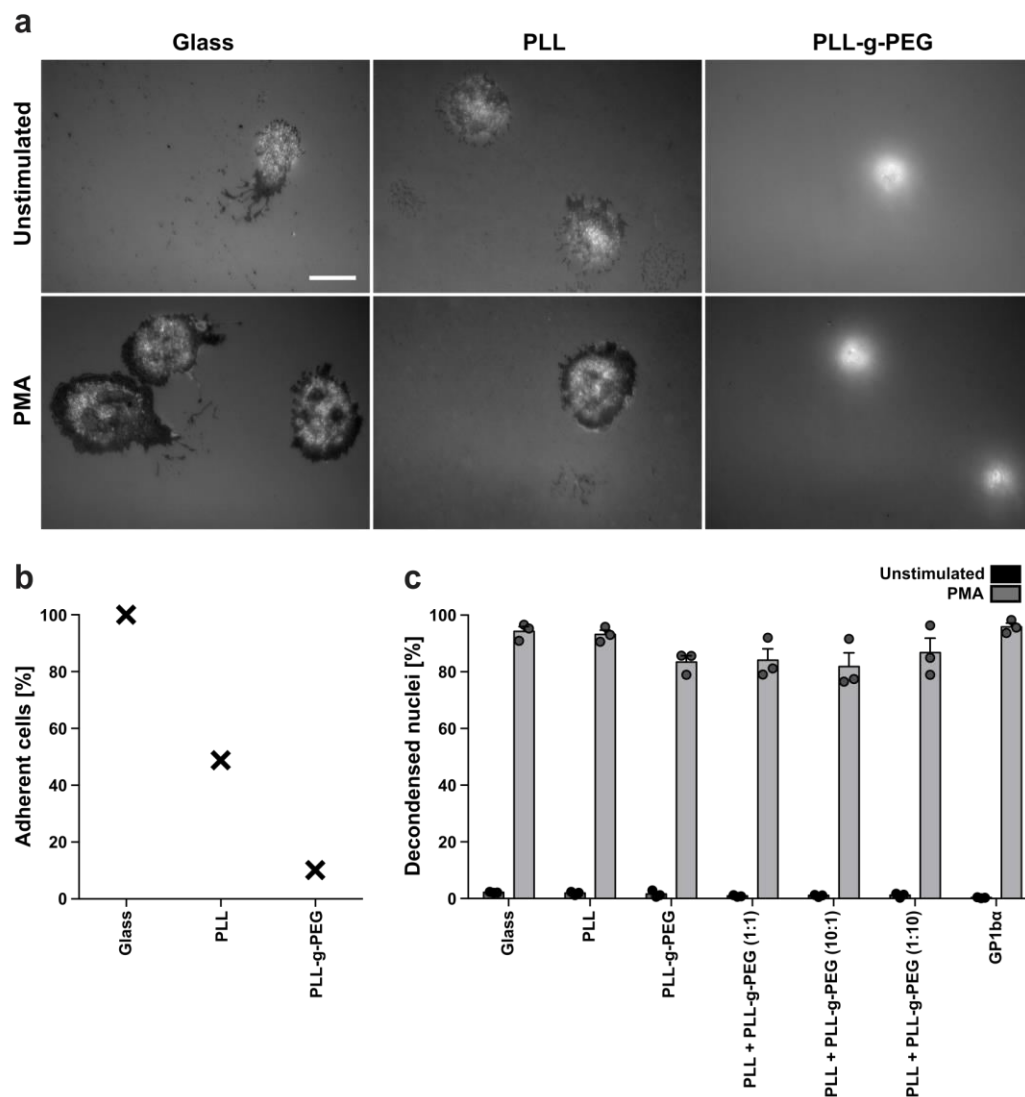 a
Glass
PLL
PLL-g-PEG
Unstimulated
PMA
b
Adherent cells [%]
100
80
60
40
20
0
Glass
PLL
PLL-g-PEG
c
Unstimulated
PMA
Decondensed nuclei [%]
100
80
60
40
20
0
Glass
PLL
PLL-g-PEG
PLL + PLL-g-PEG (1:1)
PLL + PLL-g-PEG (10:1)
PLL + PLL-g-PEG (1:10)
GP1bα